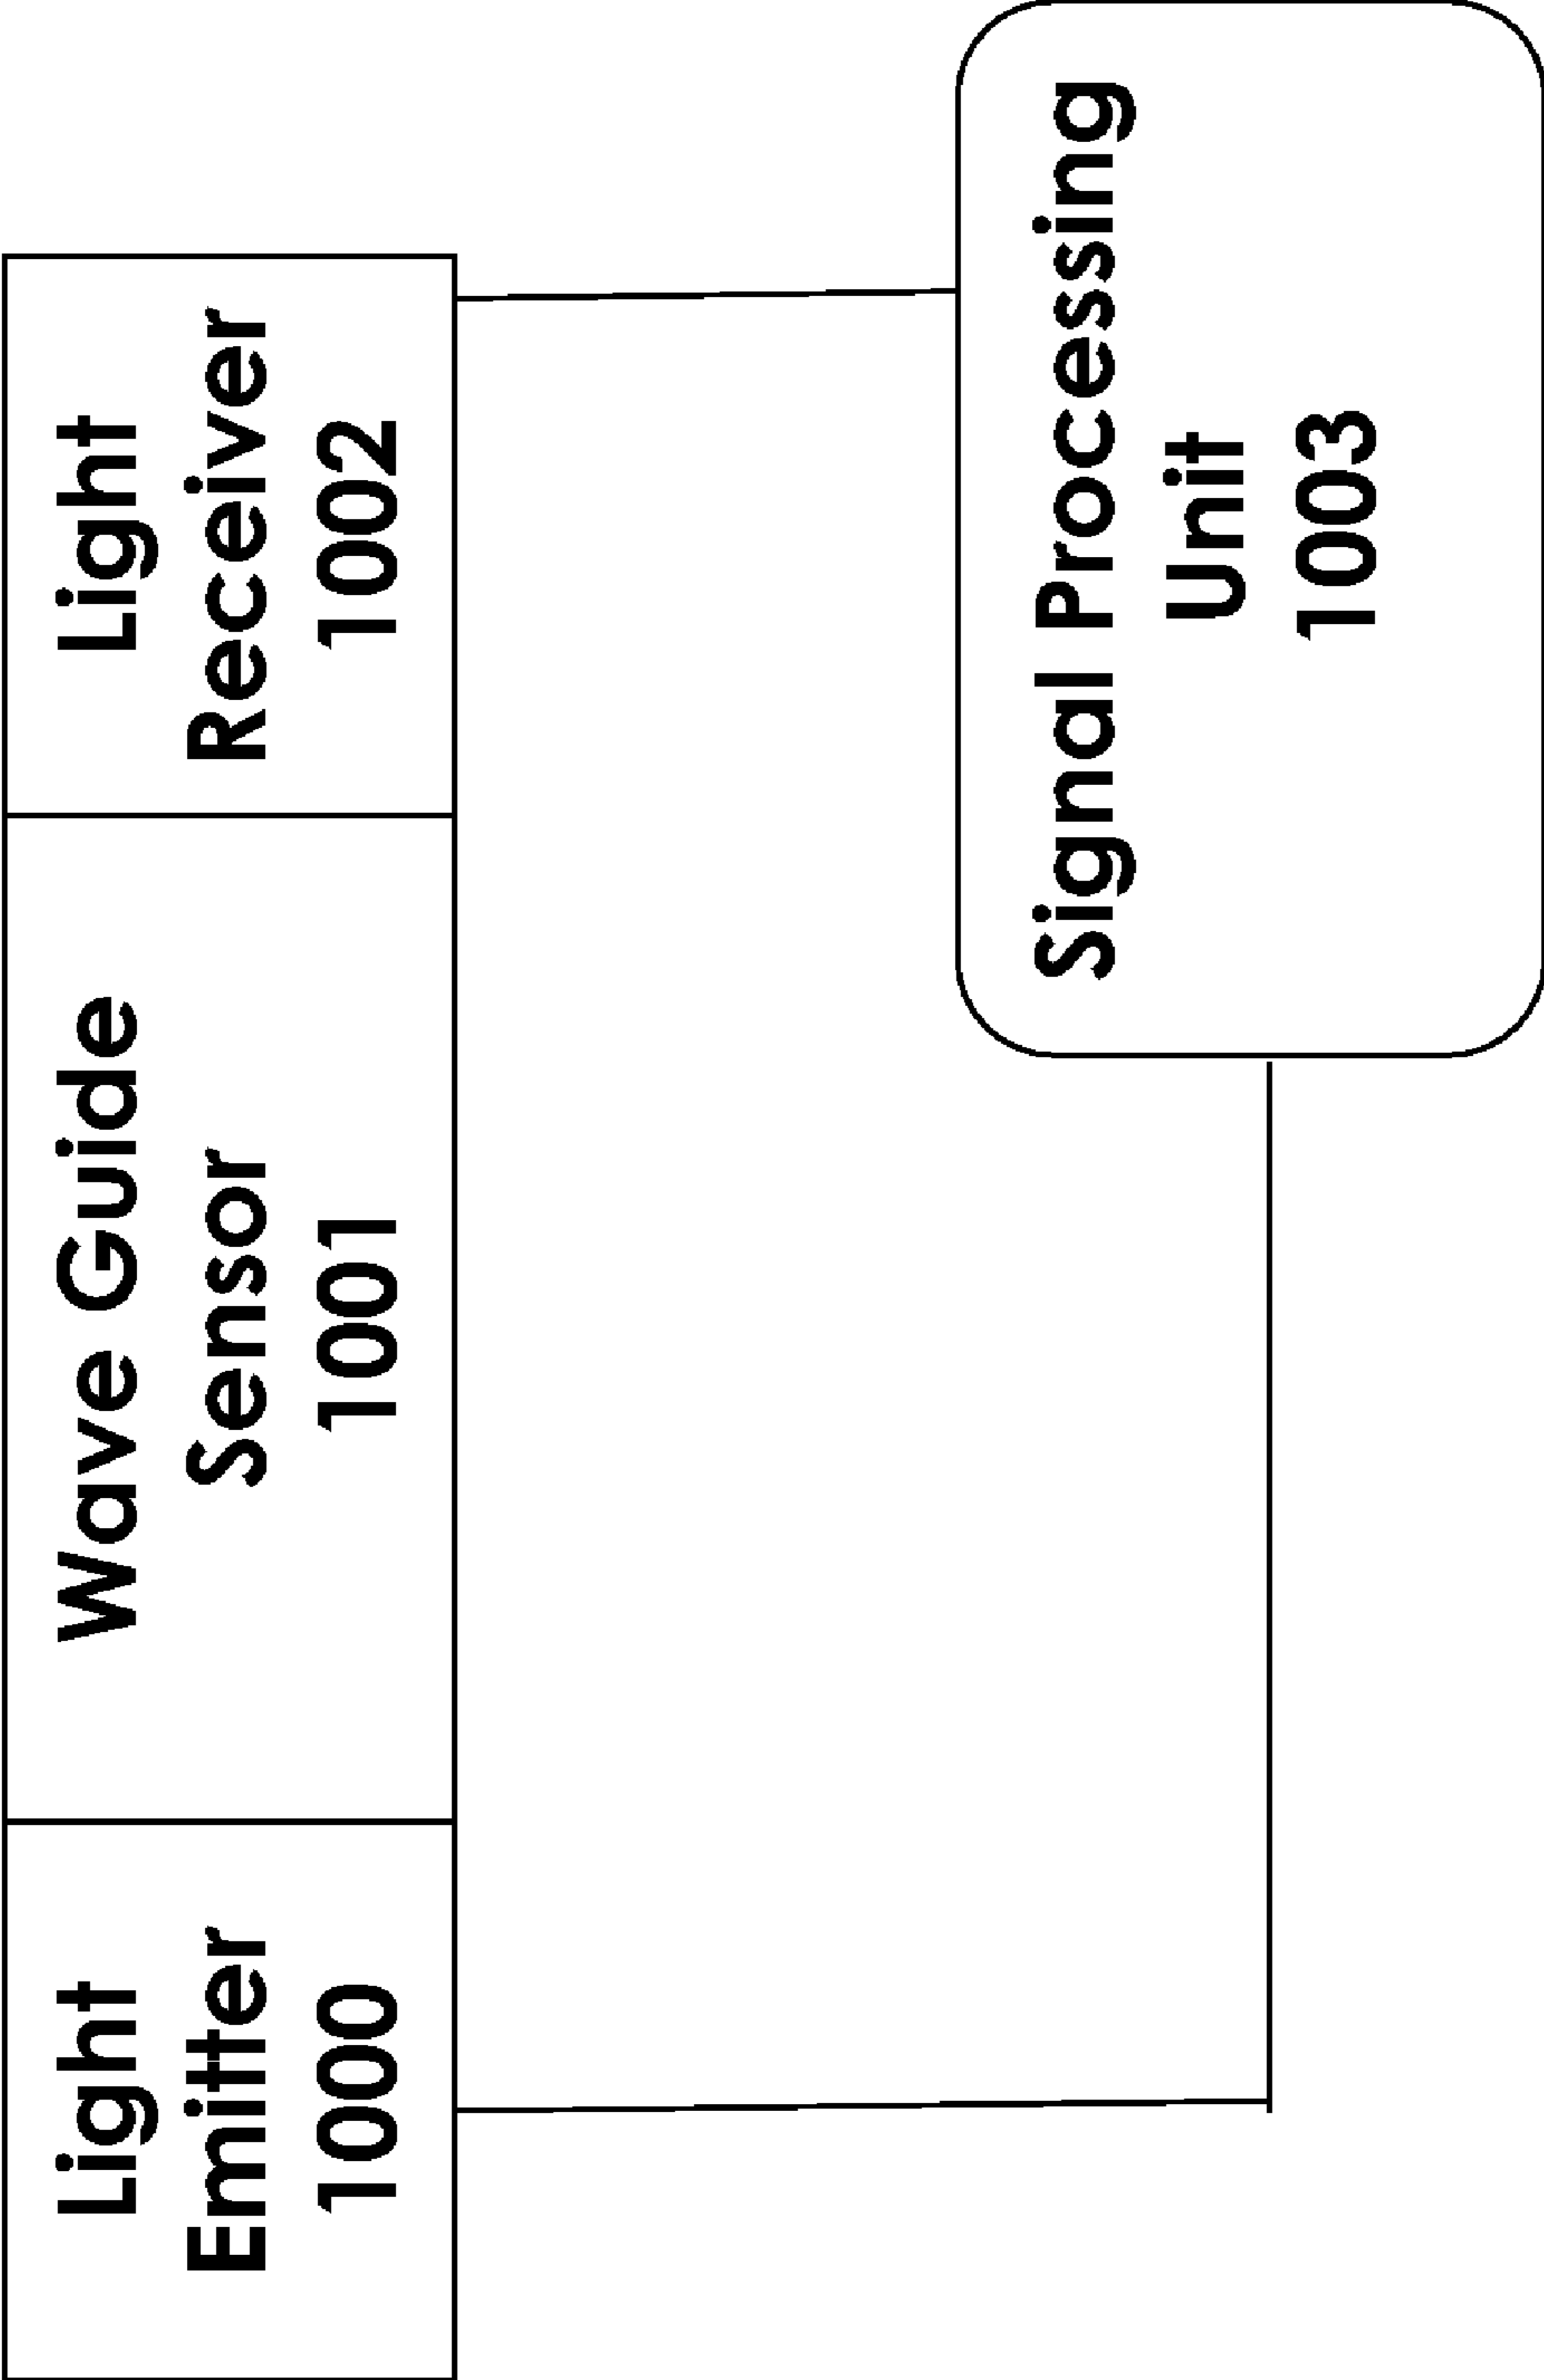 Light
Emitter
1000
Wave Guide
Sensor
1001
Light
Receiver
1002
Signal Processing
Unit
1003